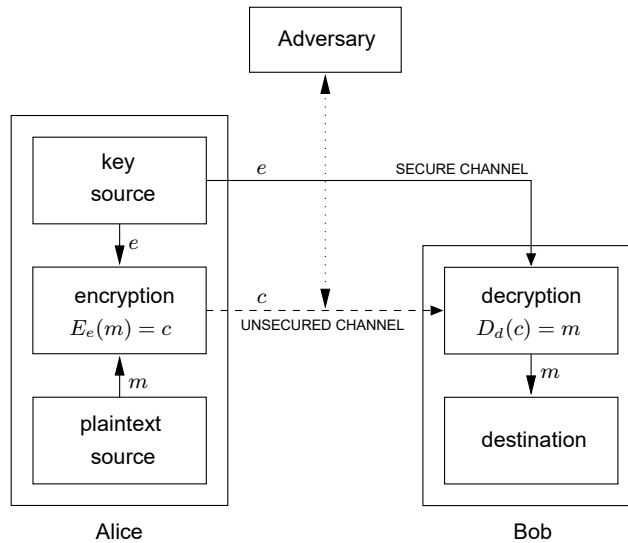 Adversary
key
source
e
SECURE CHANNEL
e
encryption
E_e(m) = c
c
UNSECURED CHANNEL
decryption
D_d(c) = m
m
m
plaintext
source
destination
Alice
Bob